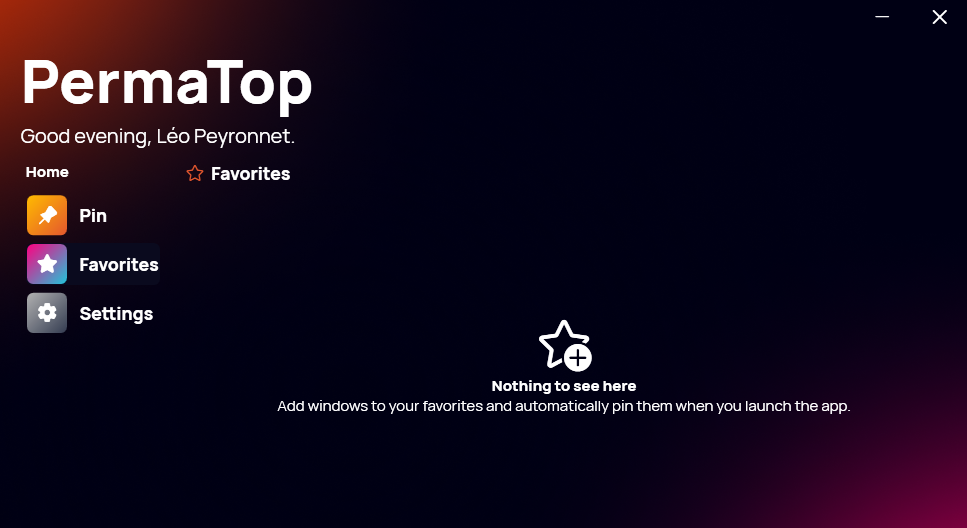 PermaTop
Good evening, Léo Peyronnet.
Home
Pin
Favorites
Settings
Favorites
Nothing to see here
Add windows to your favorites and automatically pin them when you launch the app.